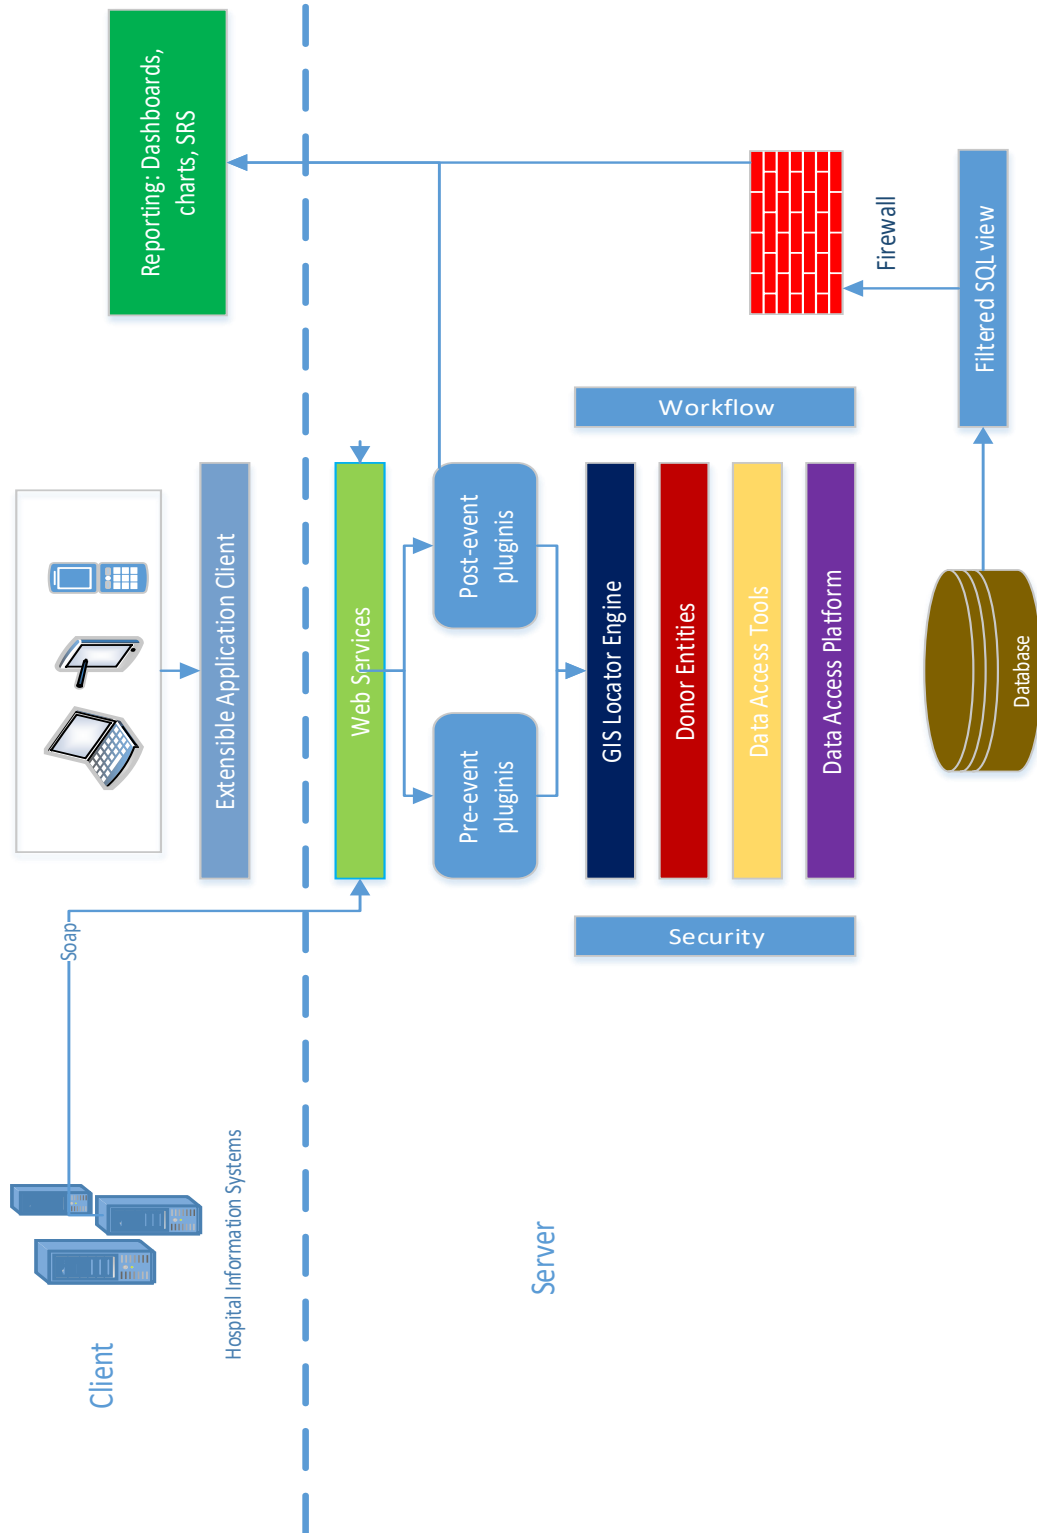 Client
Hospital Information Systems
Soap
Extensible Application Client
Reporting: Dashboards,
charts, SRS
Server
Web Services
Pre-event
pluginis
Post-event
pluginis
Security
GIS Locator Engine
Donor Entities
Data Access Tools
Data Access Platform
Workflow
Firewall
Filtered SQL view
Database